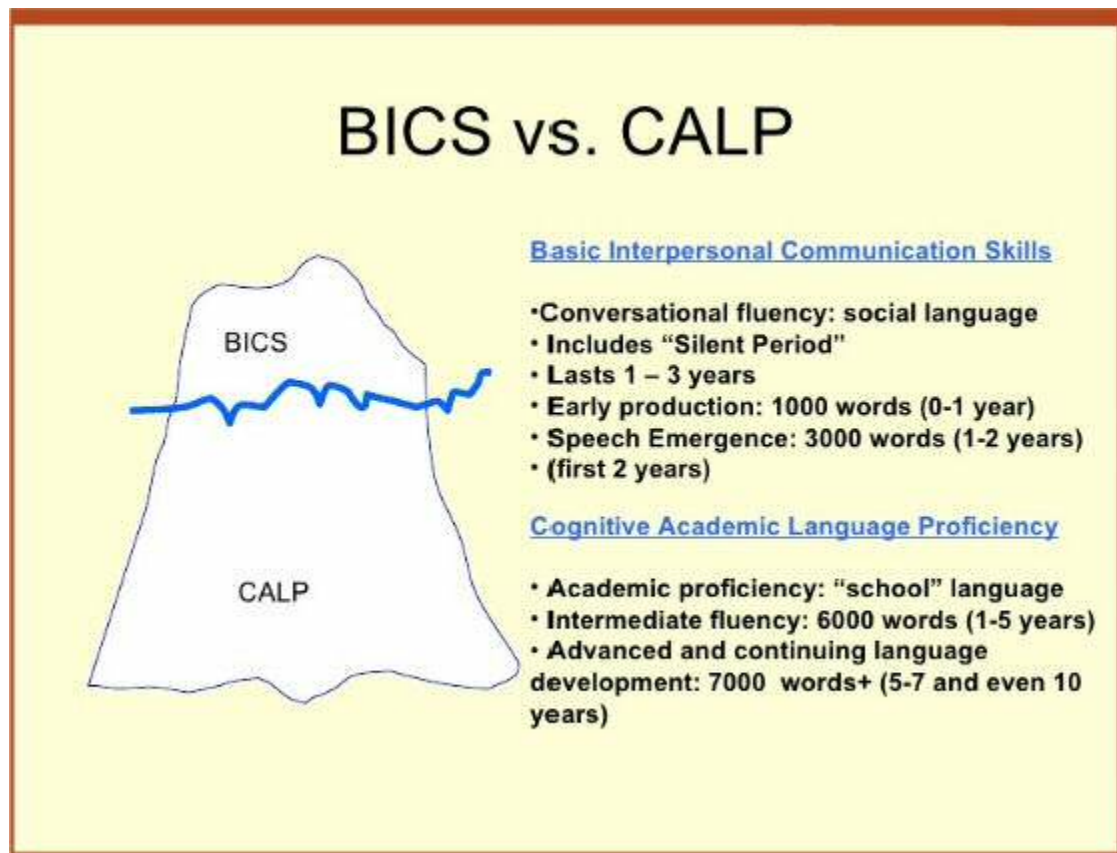 BICS vs. CALP
BICS
CALP
Basic Interpersonal Communication Skills
•Conversational fluency: social language
• Includes “Silent Period”
• Lasts 1 – 3 years
• Early production: 1000 words (0-1 year)
• Speech Emergence: 3000 words (1-2 years)
• (first 2 years)
Cognitive Academic Language Proficiency
• Academic proficiency: “school” language
• Intermediate fluency: 6000 words (1-5 years)
• Advanced and continuing language
development: 7000 words+ (5-7 and even 10
years)